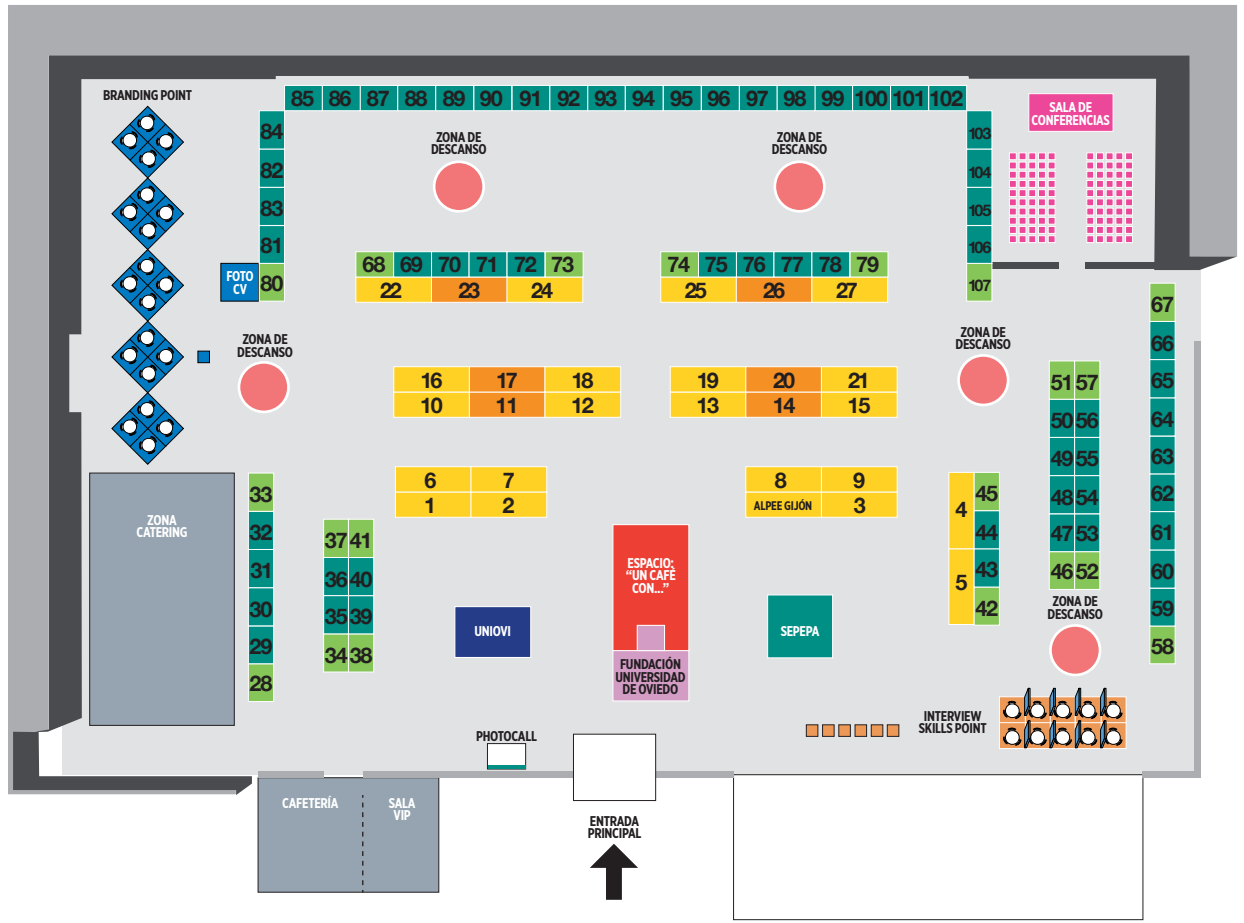 BRANDING POINT
85 86 87 88 89 90 91 92 93 94 95 96 97 98 99 100 101 102
SALA DE
CONFERENCIAS
84
82
83
81
80
FOTO
CV
ZONA DE
DESCANSO
ZONA DE
DESCANSO
103
104
105
106
107
68 69 70 71 72 73
22 23 24
74 75 76 77 78 79
25 26 27
ZONA DE
DESCANSO
ZONA DE
DESCANSO
16 17 18
10 11 12
19 20 21
13 14 15
51 57
50 56
49 55
48 54
47 53
46 52
67
66
65
64
63
62
61
60
59
58
6 7
1 2
8 9
ALPEE GIJÓN 3
4
5
45
44
43
42
ZONA
CATERING
33
32
31
30
29
28
37 41
36 40
35 39
34 38
UNIOVI
ESPACIO:
“UN CAFÉ
CON...”
FUNDACIÓN
UNIVERSIDAD
DE OVIEDO
SEPEPA
ZONA DE
DESCANSO
INTERVIEW
SKILLS POINT
PHOTOCALL
CAFETERÍA
SALA
VIP
ENTRADA
PRINCIPAL